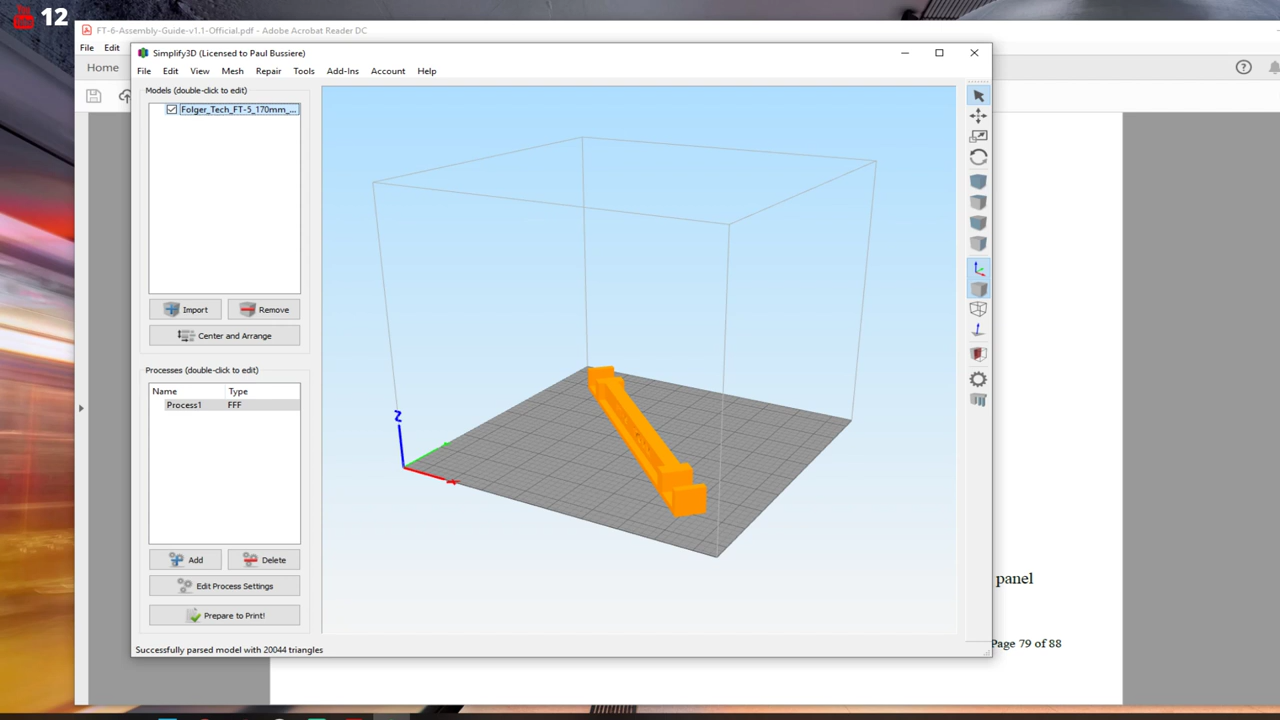 12
FT-6-Assembly-Guide-v1.1-Official.pdf - Adobe Acrobat Reader DC
File Edit
Home
Simplify3D (Licensed to Paul Bussiere)
File Edit View Mesh Repair Tools Add-Ins Account Help
Models (double-click to edit)
Folger_Tech_FT-5_170mm_...
Import Remove
Center and Arrange
Processes (double-click to edit)
Name Type
Process1 FFF
Add Delete
Edit Process Settings
Prepare to Print!
Successfully parsed model with 20044 triangles
Z
panel
Page 79 of 88